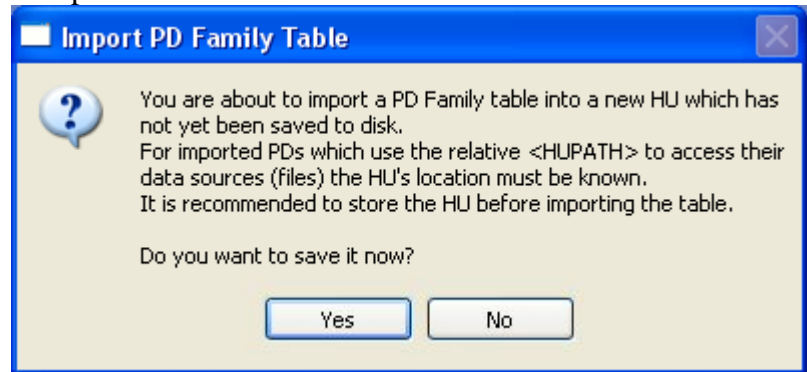 Import PD Family Table
You are about to import a PD Family table into a new HU which has
not yet been saved to disk.
For imported PDs which use the relative <HUPATH> to access their
data sources (files) the HU's location must be known.
It is recommended to store the HU before importing the table.
Do you want to save it now?
Yes No